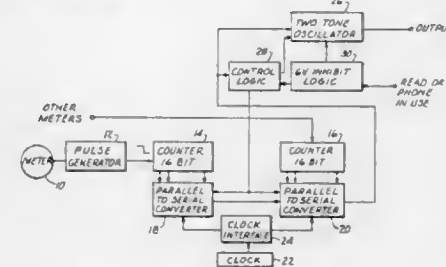 26
TWO TONE
OSCILLATOR
OUTPUT
28
30
CONTROL
LOGIC
6V INHIBIT
LOGIC
READ OR
PHONE
IN USE
OTHER
METERS
12
14
16
PULSE
GENERATOR
COUNTER
16 BIT
COUNTER
16 BIT
METER
10
PARALLEL
TO SERIAL
CONVERTER
PARALLEL
TO SERIAL
CONVERTER
18
20
CLOCK
INTERFACE
24
CLOCK
22